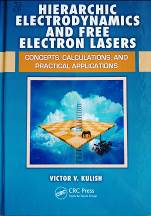 HIERARCHIC
ELECTRODYNAMICS
AND FREE
ELECTRON LASERS
CONCEPTS, CALCULATIONS, AND
PRACTICAL APPLICATIONS
VICTOR V. KULISH
CRC Press